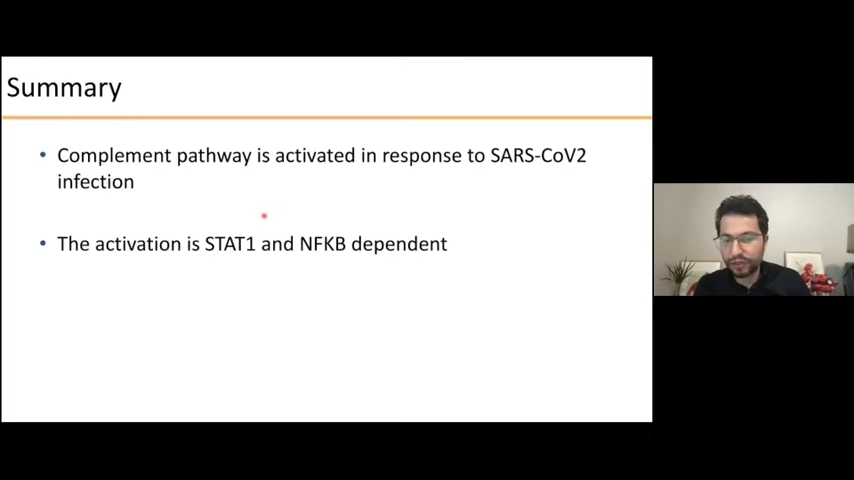 Summary
• Complement pathway is activated in response to SARS-CoV2
infection
• The activation is STAT1 and NFKB dependent